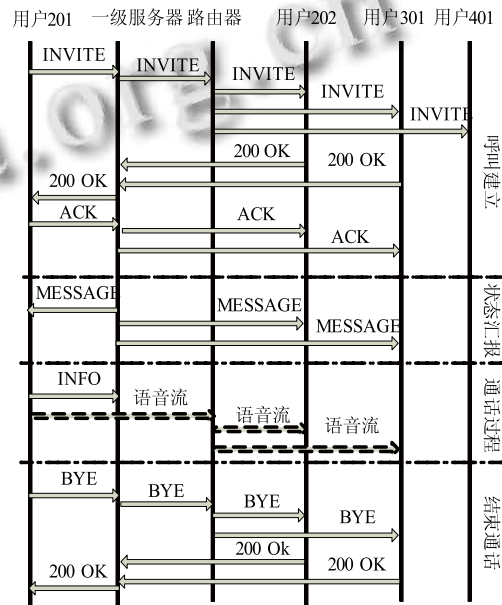 用户201 一级服务器 路由器 用户202 用户301 用户401
INVITE
INVITE
INVITE
INVITE
INVITE
200 OK
200 OK
200 OK
ACK
ACK
ACK
呼叫建立
MESSAGE
MESSAGE
MESSAGE
状态汇报
INFO
语音流
语音流
语音流
通话过程
BYE
BYE
BYE
BYE
200 Ok
200 OK
200 OK
结束通话